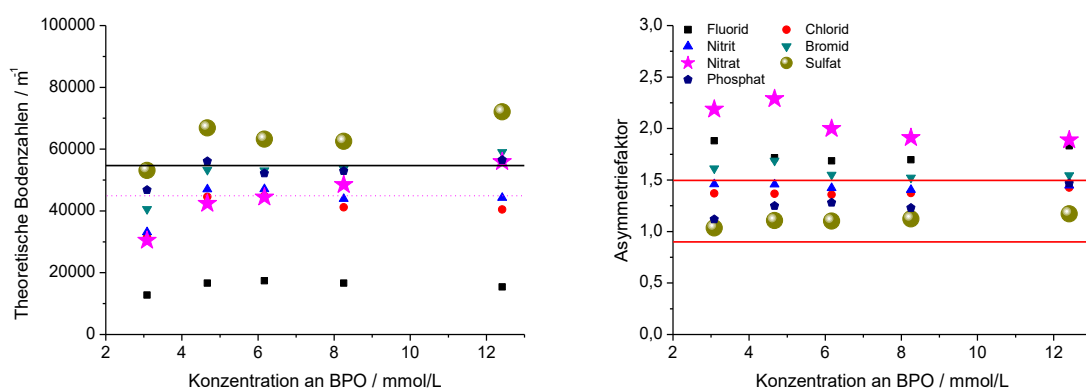 Theoretische Bodenzahlen / m-1
100000
80000
60000
40000
20000
0
2 4 6 8 10 12
Konzentration an BPO / mmol/L
Asymmetriefaktor
3,0
2,5
2,0
1,5
1,0
0,5
0,0
Fluorid Chlorid
Nitrit Bromid
Nitrat Sulfat
Phosphat
2 4 6 8 10 12
Konzentration an BPO / mmol/L